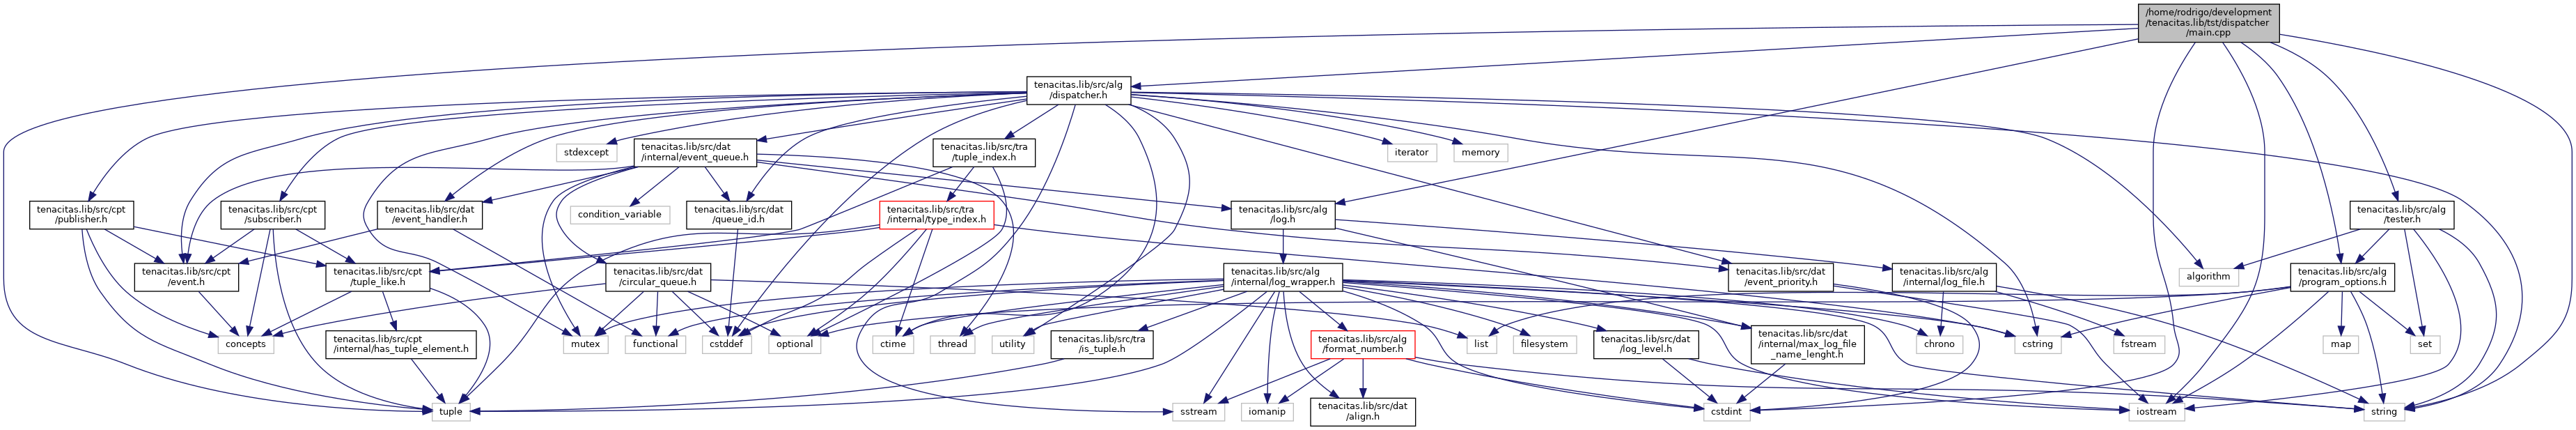 /home/rodrigo/development
/tenacitas.lib/tst/dispatcher
/main.cpp
tenacitas.lib/src/alg
/dispatcher.h
stdexcept
tenacitas.lib/src/dat
/internal/event_queue.h
tenacitas.lib/src/tra
/tuple_index.h
iterator
memory
tenacitas.lib/src/cpt
/publisher.h
tenacitas.lib/src/cpt
/subscriber.h
tenacitas.lib/src/dat
/event_handler.h
condition_variable
tenacitas.lib/src/dat
/queue_id.h
tenacitas.lib/src/tra
/internal/type_index.h
tenacitas.lib/src/alg
/log.h
tenacitas.lib/src/alg
/tester.h
tenacitas.lib/src/cpt
/event.h
tenacitas.lib/src/cpt
/tuple_like.h
tenacitas.lib/src/dat
/circular_queue.h
tenacitas.lib/src/alg
/internal/log_wrapper.h
tenacitas.lib/src/dat
/event_priority.h
tenacitas.lib/src/alg
/internal/log_file.h
algorithm
tenacitas.lib/src/alg
/program_options.h
concepts
tenacitas.lib/src/cpt
/internal/has_tuple_element.h
mutex
functional
cstddef
optional
ctime
thread
utility
tenacitas.lib/src/tra
/is_tuple.h
tenacitas.lib/src/alg
/format_number.h
list
filesystem
tenacitas.lib/src/dat
/log_level.h
tenacitas.lib/src/dat
/internal/max_log_file
_name_lenght.h
chrono
cstring
fstream
map
set
tuple
sstream
iomanip
tenacitas.lib/src/dat
/align.h
cstdint
iostream
string